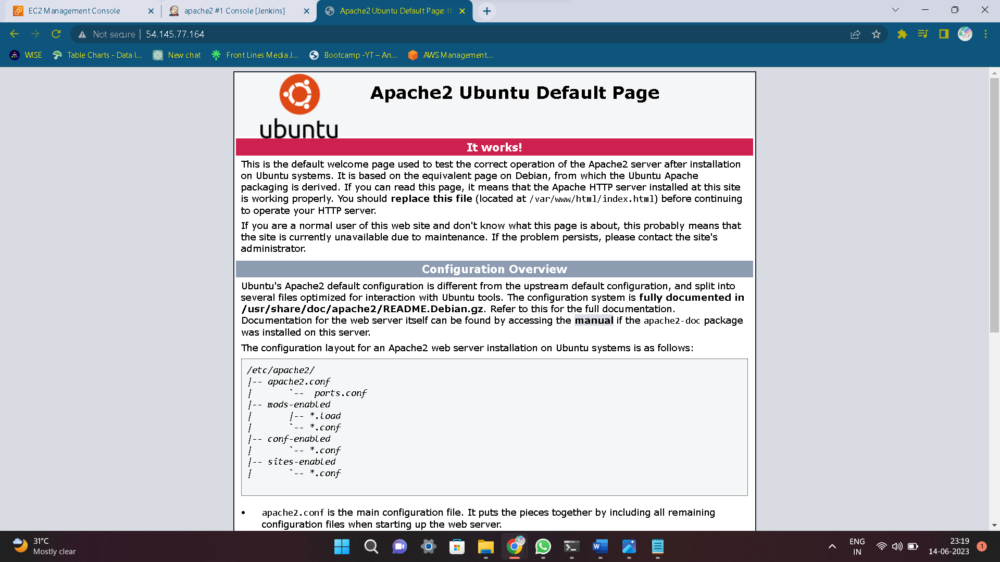 EC2 Management Console
apache2 #1 Console [Jenkins]
Apache2 Ubuntu Default Page: It
Not secure
54.145.77.164
WISE
Table Charts - Data I...
New chat
Front Lines Media J...
Bootcamp -YT – An...
AWS Management...
ubuntu
Apache2 Ubuntu Default Page
It works!
This is the default welcome page used to test the correct operation of the Apache2 server after installation
on Ubuntu systems. It is based on the equivalent page on Debian, from which the Ubuntu Apache
packaging is derived. If you can read this page, it means that the Apache HTTP server installed at this site
is working properly. You should replace this file (located at /var/www/html/index.html) before continuing
to operate your HTTP server.
If you are a normal user of this web site and don't know what this page is about, this probably means that
the site is currently unavailable due to maintenance. If the problem persists, please contact the site's
administrator.
Configuration Overview
Ubuntu's Apache2 default configuration is different from the upstream default configuration, and split into
several files optimized for interaction with Ubuntu tools. The configuration system is fully documented in
/usr/share/doc/apache2/README.Debian.gz. Refer to this for the full documentation.
Documentation for the web server itself can be found by accessing the manual if the apache2-doc package
was installed on this server.
The configuration layout for an Apache2 web server installation on Ubuntu systems is as follows:
/etc/apache2/
|-- apache2.conf
|       `--  ports.conf
|-- mods-enabled
|       |-- *.load
|       `-- *.conf
|-- conf-enabled
|       `-- *.conf
|-- sites-enabled
|       `-- *.conf
• apache2.conf is the main configuration file. It puts the pieces together by including all remaining
configuration files when starting up the web server.
31°C
Mostly clear
ENG
IN
23:19
14-06-2023
1